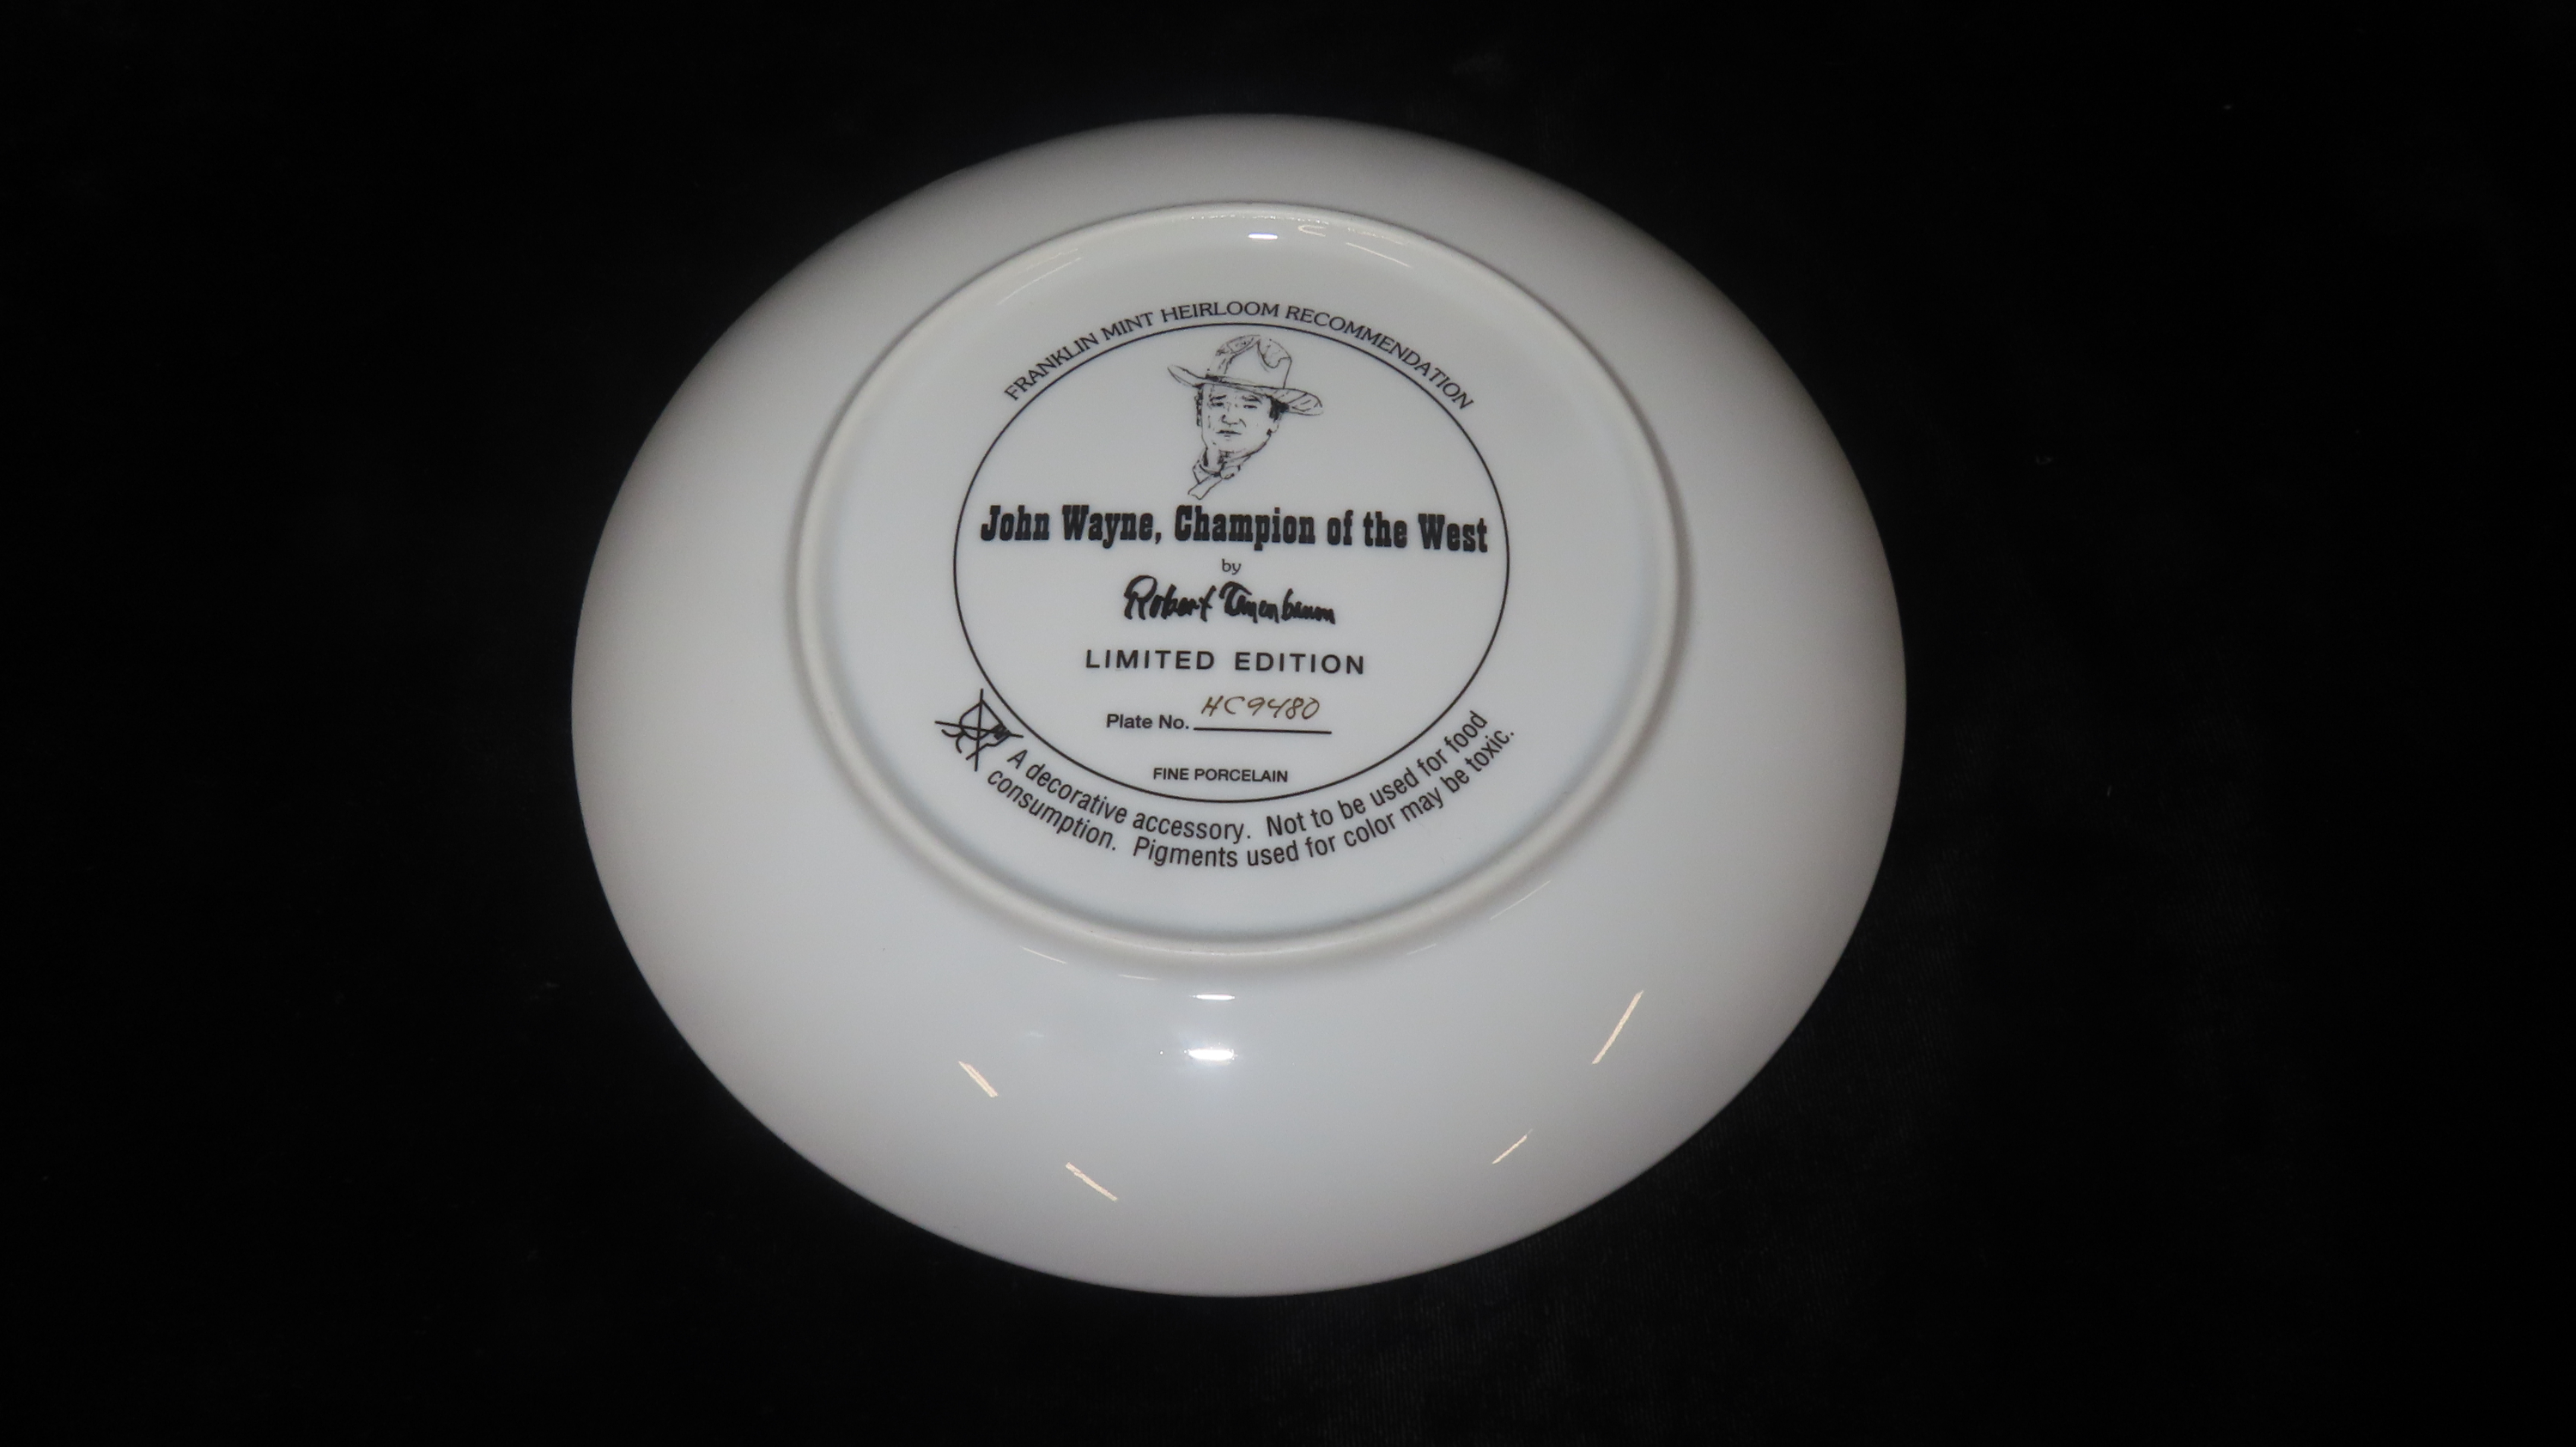 FRANKLIN MINT HEIRLOOM RECOMMENDATION
John Wayne, Champion of the West
by
Robert Tanenbaum
LIMITED EDITION
Plate No. HC9480
FINE PORCELAIN
A decorative accessory. Not to be used for food
consumption. Pigments used for color may be toxic.